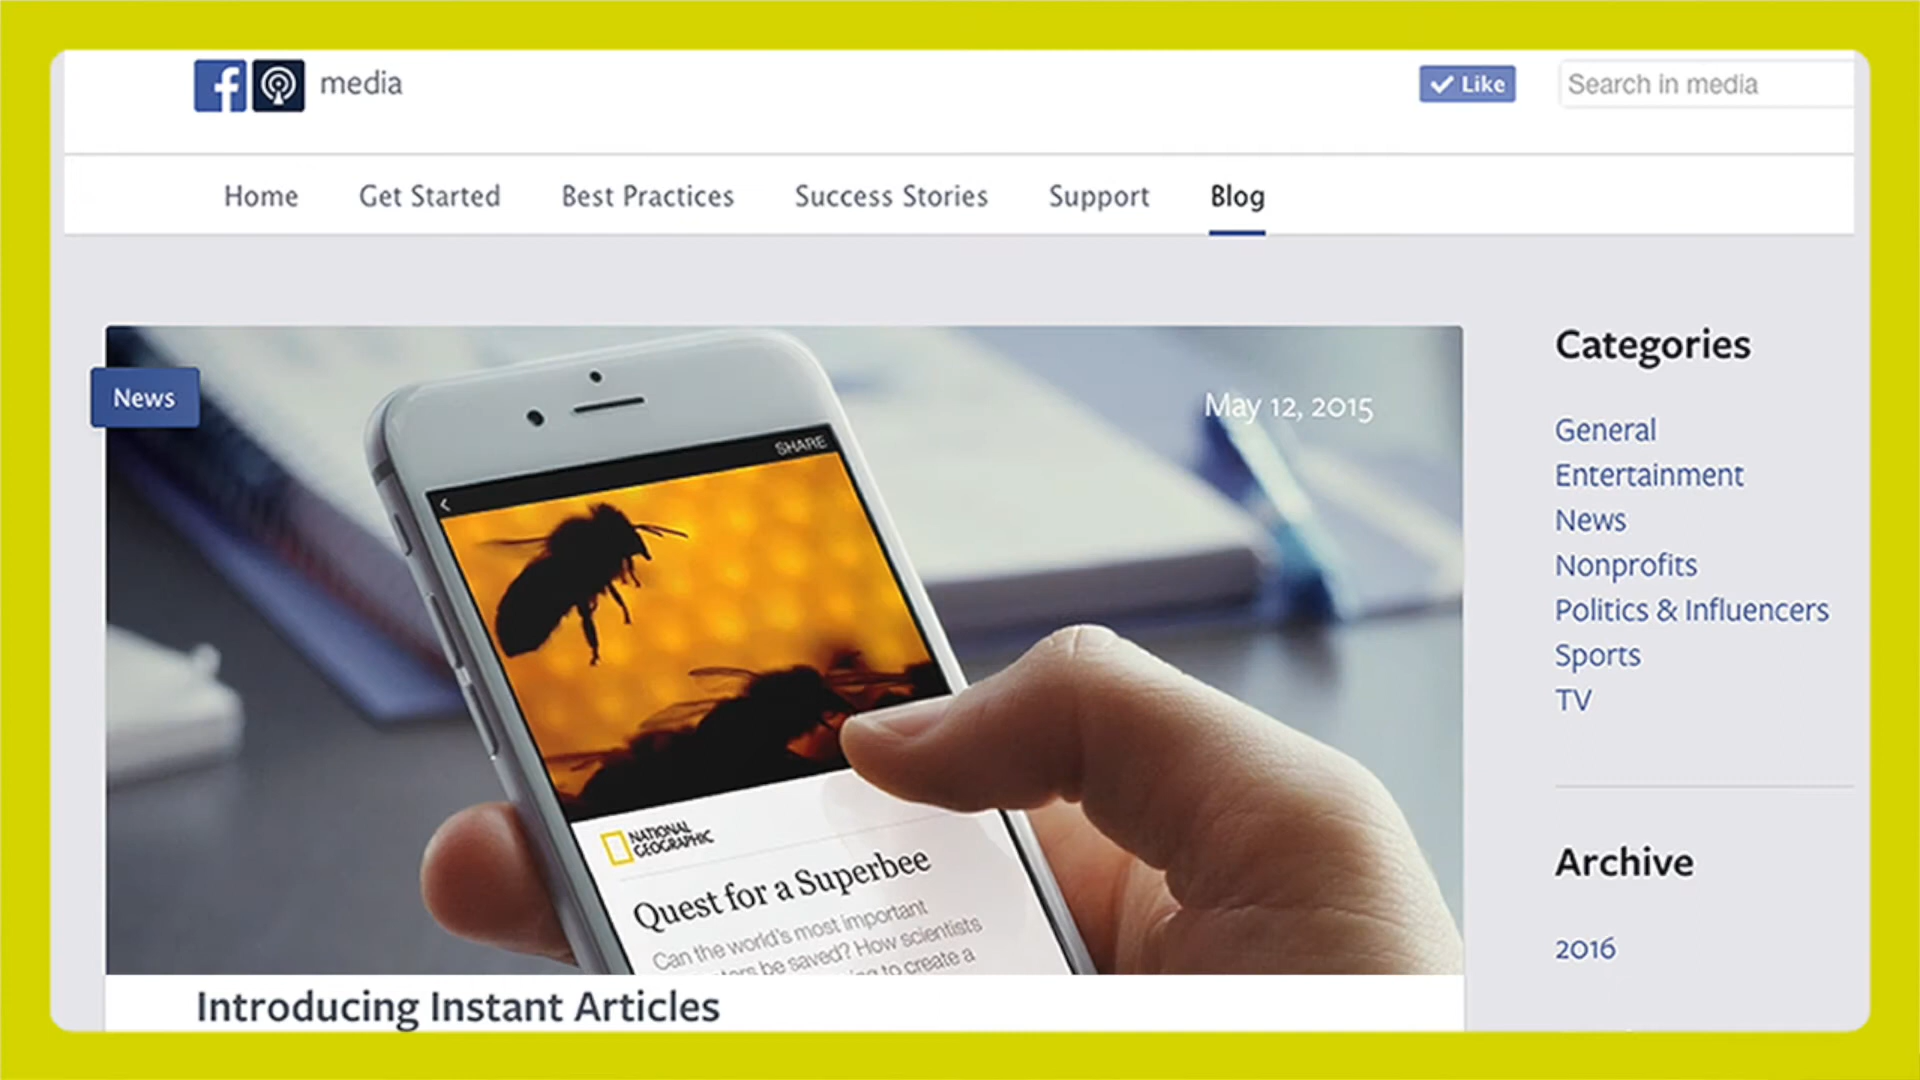 media
Like
Search in media
Home
Get Started
Best Practices
Success Stories
Support
Blog
News
May 12, 2015
SHARE
NATIONAL
GEOGRAPHIC
Quest for a Superbee
Can the world's most important
be saved? How scientists
to create a
Introducing Instant Articles
Categories
General
Entertainment
News
Nonprofits
Politics & Influencers
Sports
TV
Archive
2016